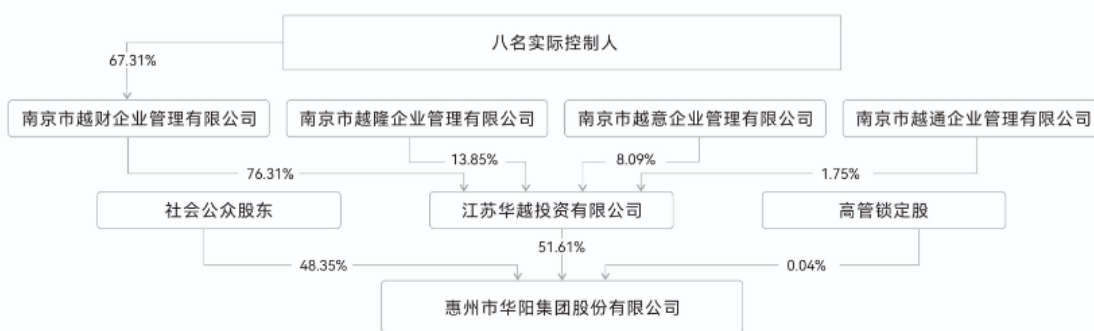 八名实际控制人
67.31%
南京市越财企业管理有限公司
南京市越隆企业管理有限公司
南京市越意企业管理有限公司
南京市越通企业管理有限公司
13.85%
8.09%
76.31%
1.75%
社会公众股东
江苏华越投资有限公司
高管锁定股
51.61%
48.35%
0.04%
惠州市华阳集团股份有限公司